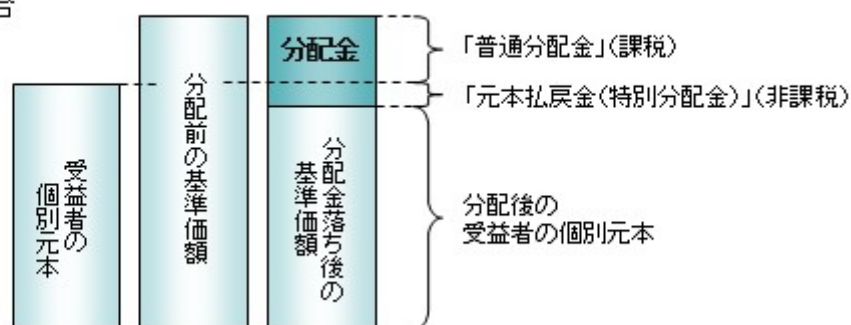 分配金
「普通分配金」(課税)
「元本払戻金(特別分配金)」(非課税)
受益者の
個別元本
分配前の基準価額
分配金落ち後の
基準価額
分配後の
受益者の個別元本